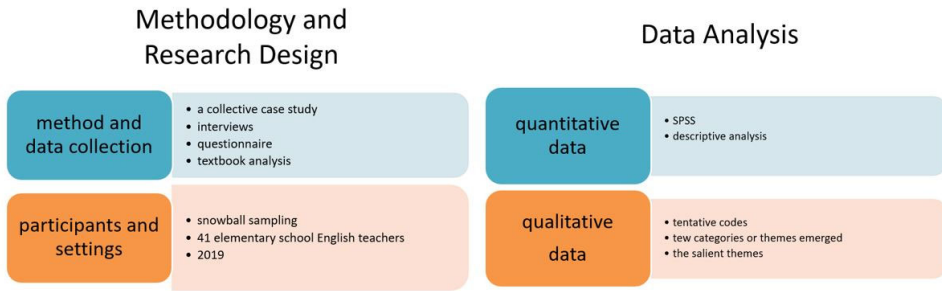 Methodology and
Research Design
method and
data collection
• a collective case study
• interviews
• questionnaire
• textbook analysis
participants and
settings
• snowball sampling
• 41 elementary school English teachers
• 2019
Data Analysis
quantitative
data
• SPSS
• descriptive analysis
qualitative
data
• tentative codes
• tew categories or themes emerged
• the salient themes